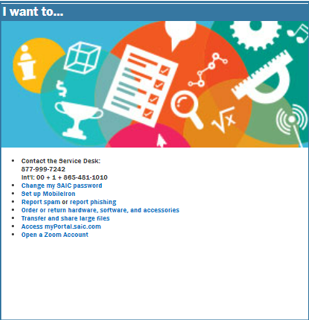 I want to...
• Contact the Service Desk:
877-999-7242
Int'l: 00 + 1 + 865-481-1010
• Change my SAIC password
• Set up MobileIron
• Report spam or report phishing
• Order or return hardware, software, and accessories
• Transfer and share large files
• Access myPortal.saic.com
• Open a Zoom Account